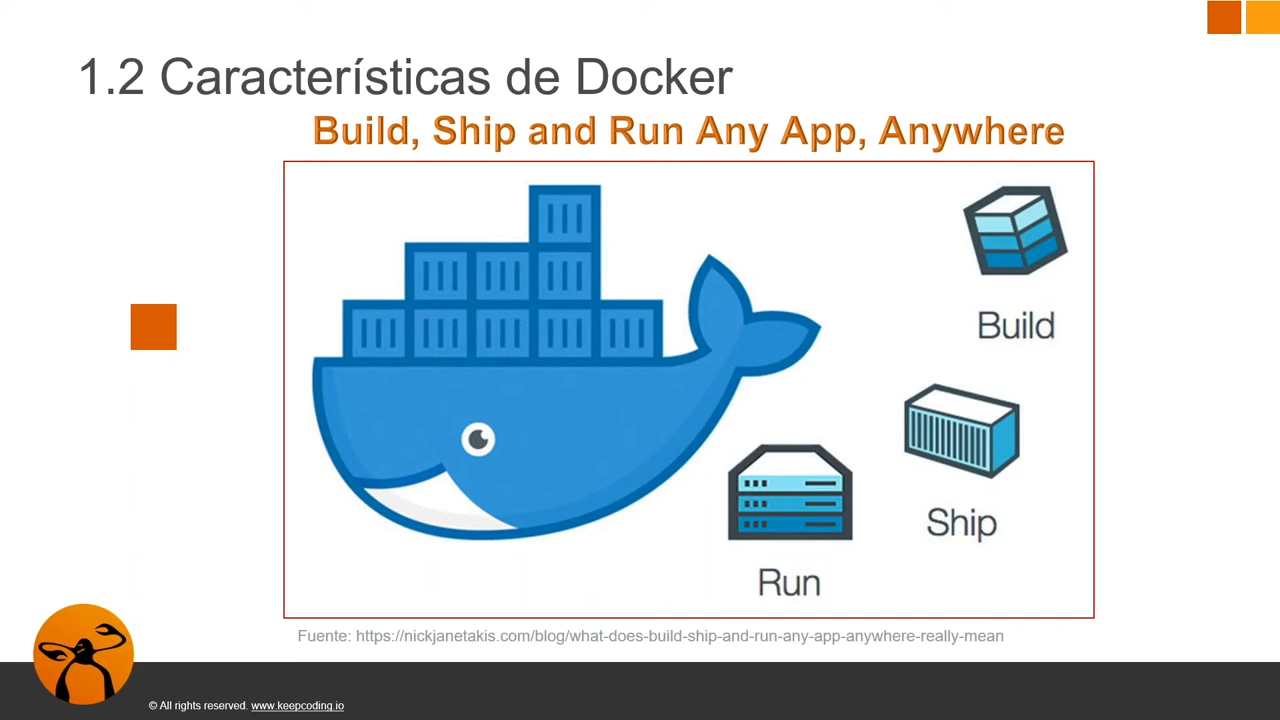 1.2 Características de Docker
Build, Ship and Run Any App, Anywhere
Build
Ship
Run
Fuente: https://nickjanetakis.com/blog/what-does-build-ship-and-run-any-app-anywhere-really-mean
© All rights reserved. www.keepcoding.io